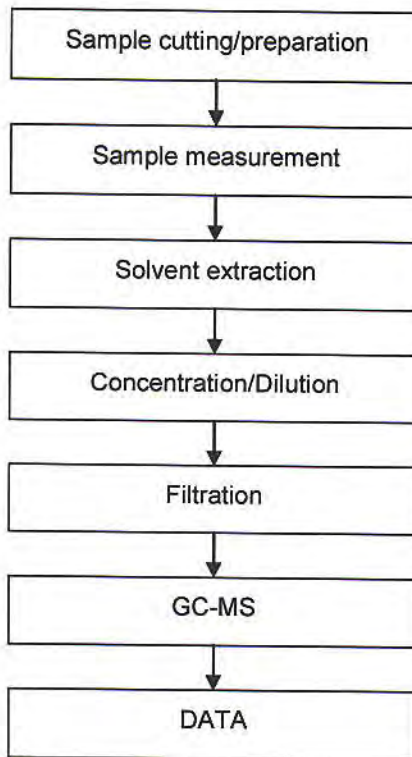 Sample cutting/preparation
Sample measurement
Solvent extraction
Concentration/Dilution
Filtration
GC-MS
DATA